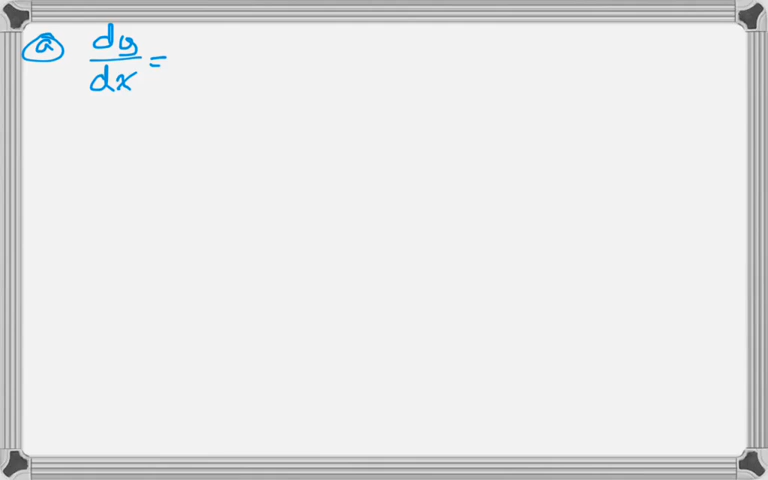 ⓐ dy/dx =